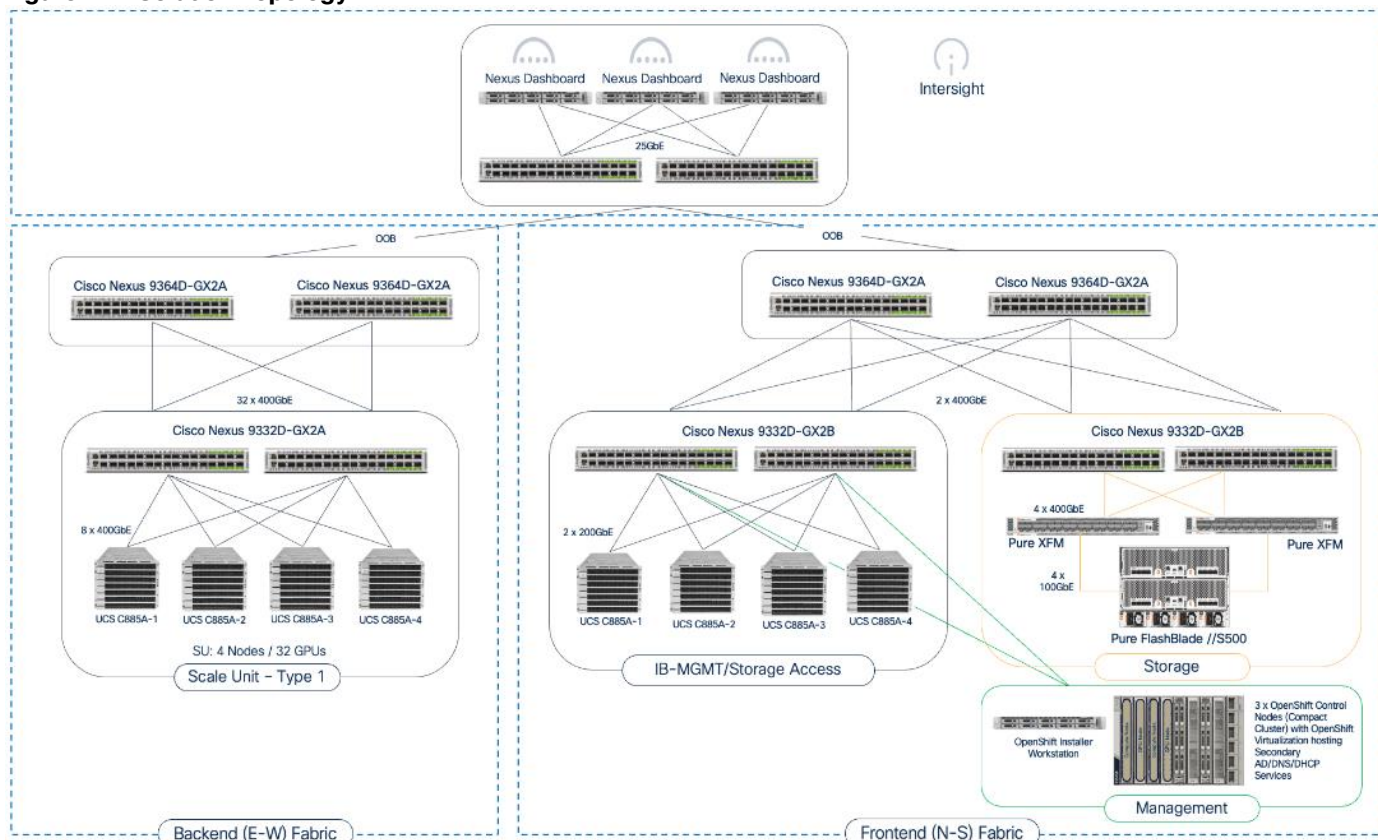 Nexus Dashboard Nexus Dashboard Nexus Dashboard
Intersight
25GbE
OOB
OOB
Cisco Nexus 9364D-GX2A Cisco Nexus 9364D-GX2A
Cisco Nexus 9364D-GX2A Cisco Nexus 9364D-GX2A
32 x 400GbE
2 x 400GbE
Cisco Nexus 9332D-GX2A
8 x 400GbE
UCS C885A-1 UCS C885A-2 UCS C885A-3 UCS C885A-4
SU: 4 Nodes / 32 GPUs
Scale Unit – Type 1
Cisco Nexus 9332D-GX2B
2 x 200GbE
UCS C885A-1 UCS C885A-2 UCS C885A-3 UCS C885A-4
IB-MGMT/Storage Access
Cisco Nexus 9332D-GX2B
4 x 400GbE
Pure XFM
Pure XFM
4 x
100GbE
Pure FlashBlade //S500
Storage
OpenShift Installer
Workstation
3 x OpenShift Control
Nodes (Compact
Cluster) with OpenShift
Virtualization hosting
Secondary
AD/DNS/DHCP
Services
Management
Backend (E-W) Fabric
Frontend (N-S) Fabric